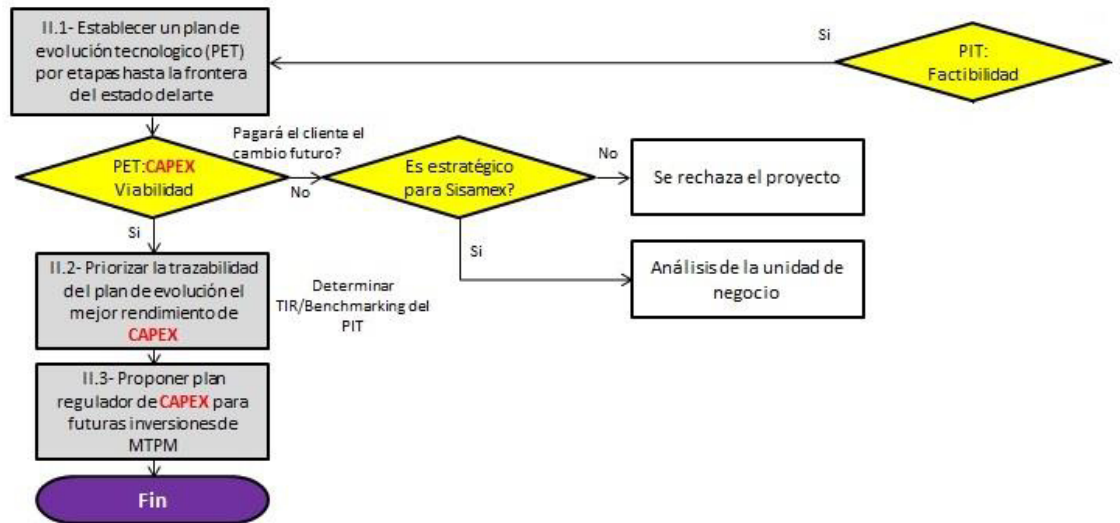 II.1- Establecer un plan de
evolución tecnologico (PET)
por etapas hasta la frontera
del estado del arte
Si
PIT:
Factibilidad
Pagará el cliente el
cambio futuro?
PET:CAPEX
Viabilidad
No
Es estratégico
para Sisamex?
No
Se rechaza el proyecto
Si
Si
II.2- Priorizar la trazabilidad
del plan de evolución el
mejor rendimiento de
CAPEX
Determinar
TIR/Benchmarking del
PIT
Análisis de la unidad de
negocio
II.3- Proponer plan
regulador de CAPEX para
futuras inversiones de
MTPM
Fin